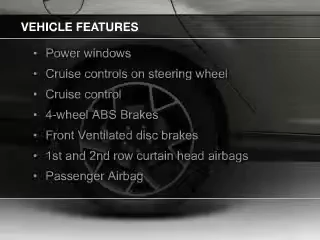 VEHICLE FEATURES
• Power windows
• Cruise controls on steering wheel
• Cruise control
• 4-wheel ABS Brakes
• Front Ventilated disc brakes
• 1st and 2nd row curtain head airbags
• Passenger Airbag